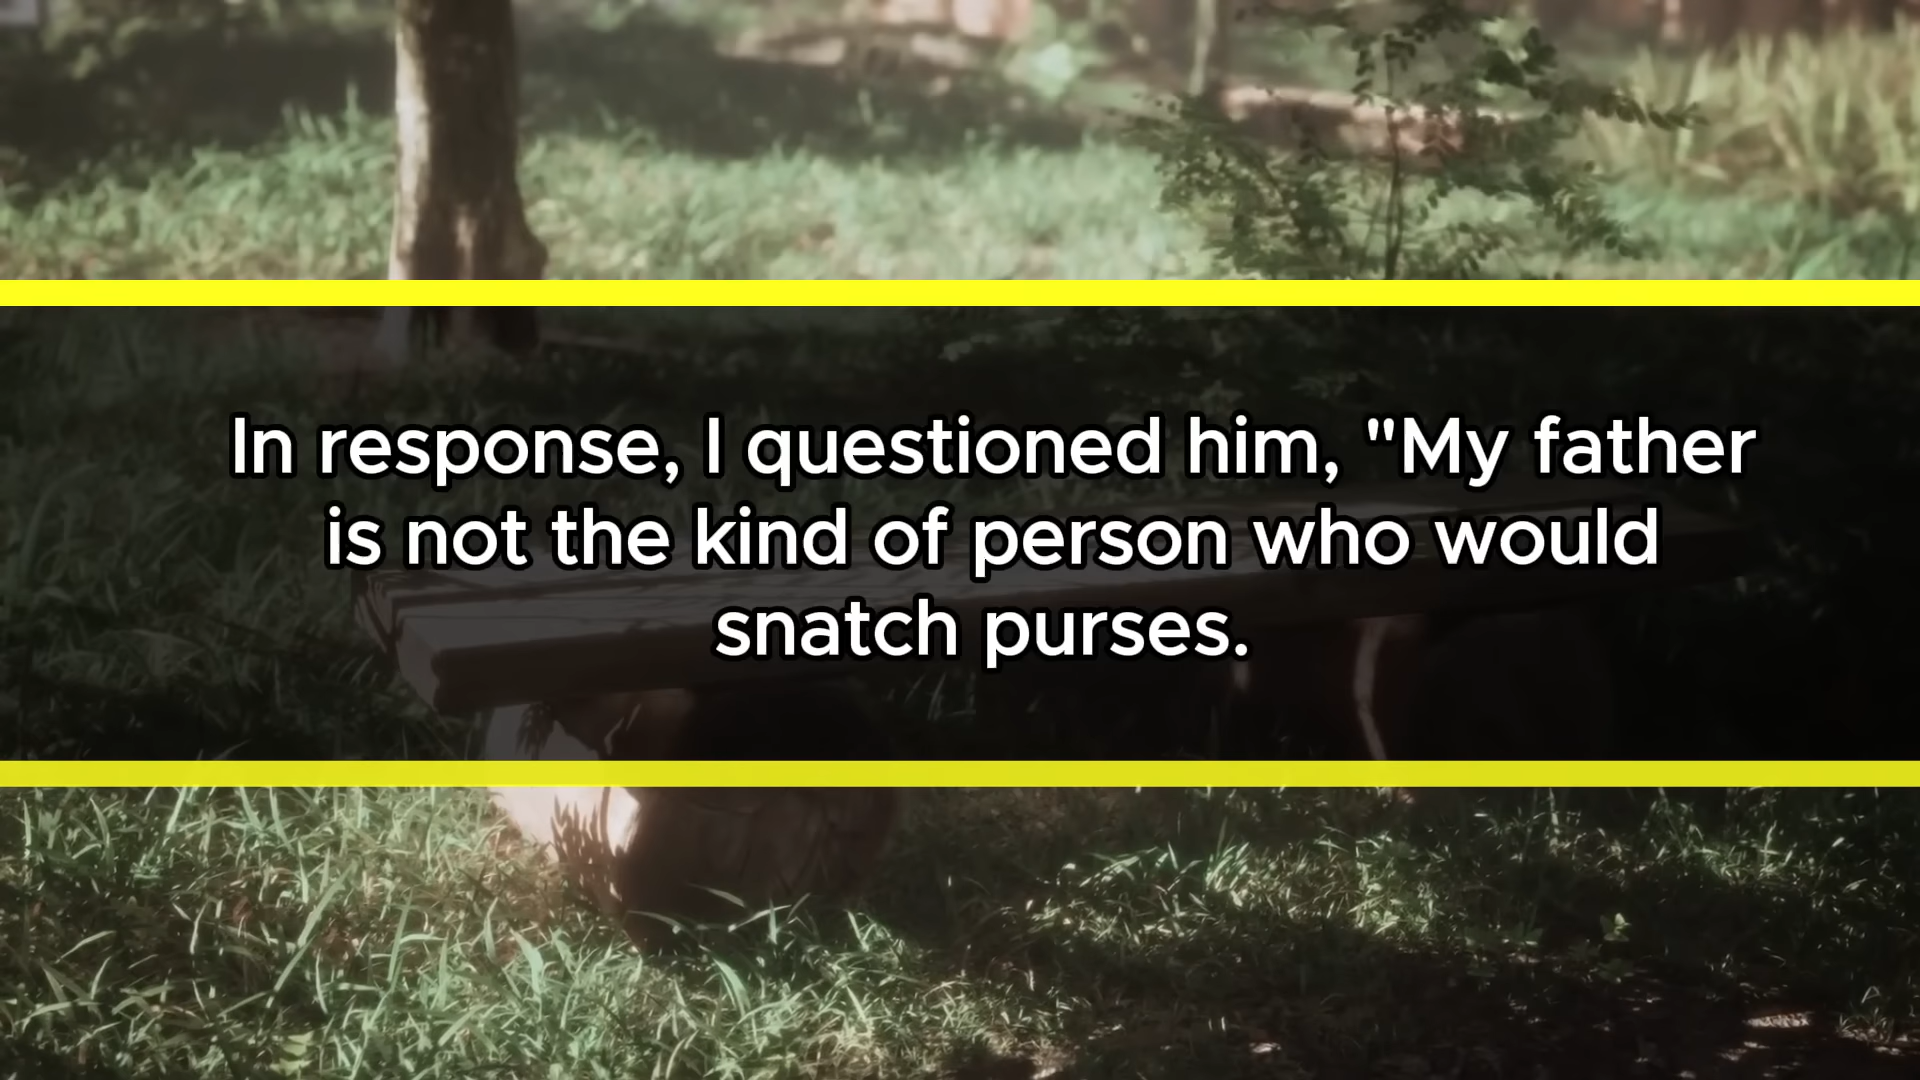 In response, I questioned him, "My father
is not the kind of person who would
snatch purses.